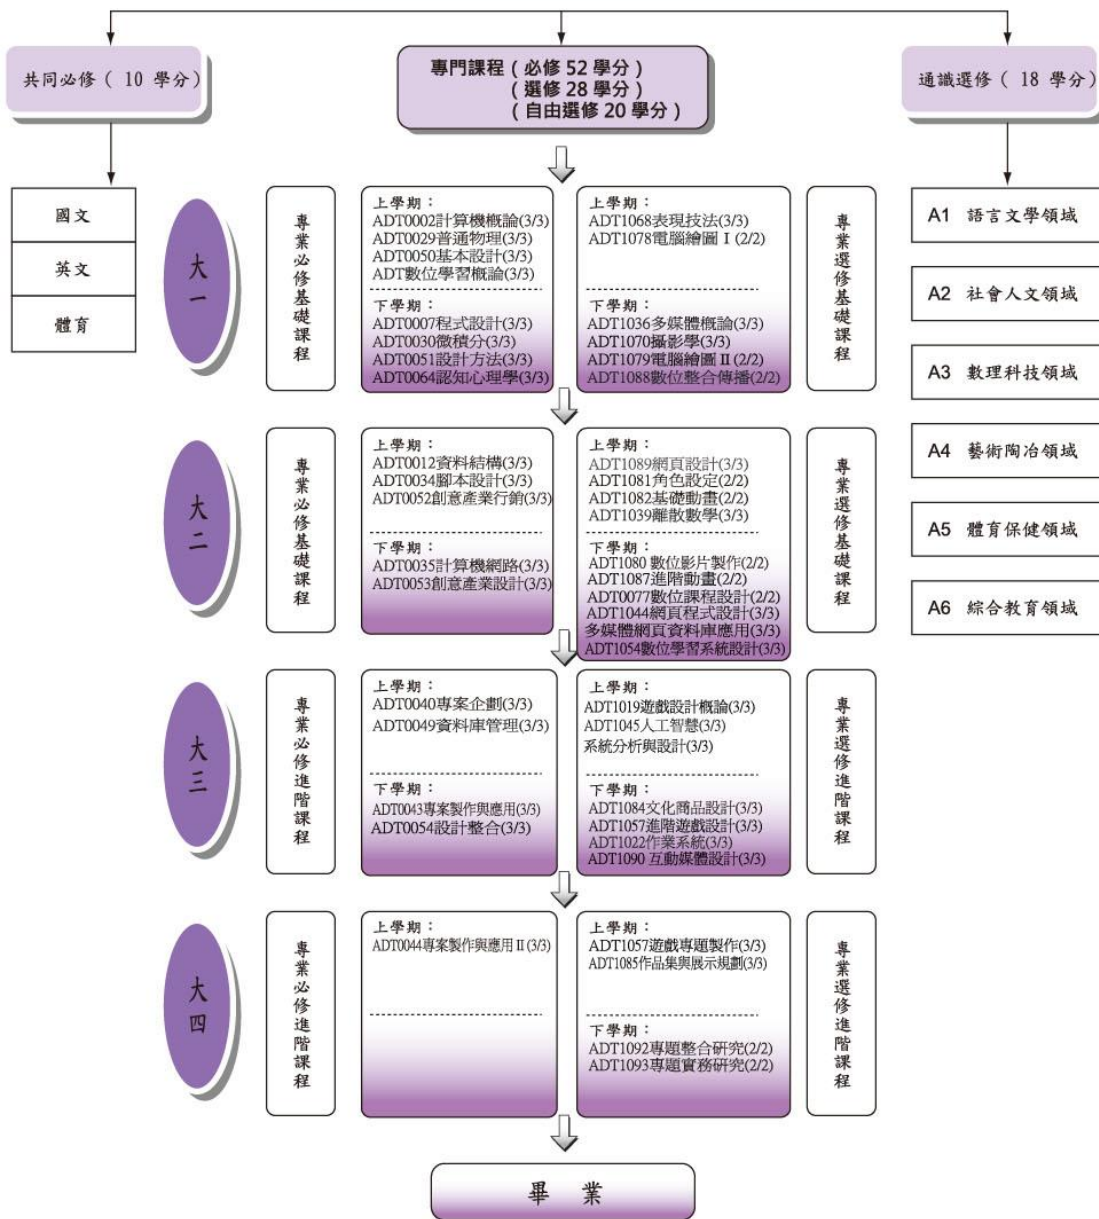 共同必修（ 10 學分）
專門課程（ 必修 52 學分 ）
（ 選修 28 學分 ）
（ 自由選修 20 學分 ）
通識選修（ 18 學分）
國文
英文
體育
大一
專業必修基礎課程
上學期：
ADT0002計算機概論(3/3)
ADT0029普通物理(3/3)
ADT0050基本設計(3/3)
ADT數位學習概論(3/3)
下學期：
ADT0007程式設計(3/3)
ADT0030微積分(3/3)
ADT0051設計方法(3/3)
ADT0064認知心理學(3/3)
上學期：
ADT1068表現技法(3/3)
ADT1078電腦繪圖 I (2/2)
下學期：
ADT1036多媒體概論(3/3)
ADT1070攝影學(3/3)
ADT1079電腦繪圖 II (2/2)
ADT1088數位整合傳播(2/2)
專業選修基礎課程
大二
專業必修基礎課程
上學期：
ADT0012資料結構(3/3)
ADT0034腳本設計(3/3)
ADT0052創意產業行銷(3/3)
下學期：
ADT0035計算機網路(3/3)
ADT0053創意產業設計(3/3)
上學期：
ADT1089網頁設計(3/3)
ADT1081角色設定(2/2)
ADT1082基礎動畫(2/2)
ADT1039離散數學(3/3)
下學期：
ADT1080 數位影片製作(2/2)
ADT1087進階動畫(2/2)
ADT0077數位課程設計(2/2)
ADT1044網頁程式設計(3/3)
多媒體網頁資料庫應用(3/3)
ADT1054數位學習系統設計(3/3)
專業選修基礎課程
大三
專業必修進階課程
上學期：
ADT0040專案企劃(3/3)
ADT0049資料庫管理(3/3)
下學期：
ADT0043專案製作與應用(3/3)
ADT0054設計整合(3/3)
上學期：
ADT1019遊戲設計概論(3/3)
ADT1045人工智慧(3/3)
系統分析與設計(3/3)
下學期：
ADT1084文化商品設計(3/3)
ADT1057進階遊戲設計(3/3)
ADT1022作業系統(3/3)
ADT1090 互動媒體設計(3/3)
專業選修進階課程
大四
專業必修進階課程
上學期：
ADT0044專案製作與應用 II (3/3)
上學期：
ADT1057遊戲專題製作(3/3)
ADT1085作品集與展示規劃(3/3)
下學期：
ADT1092專題整合研究(2/2)
ADT1093專題實務研究(2/2)
專業選修進階課程
A1 語言文學領域
A2 社會人文領域
A3 數理科技領域
A4 藝術陶冶領域
A5 體育保健領域
A6 綜合教育領域
畢 業